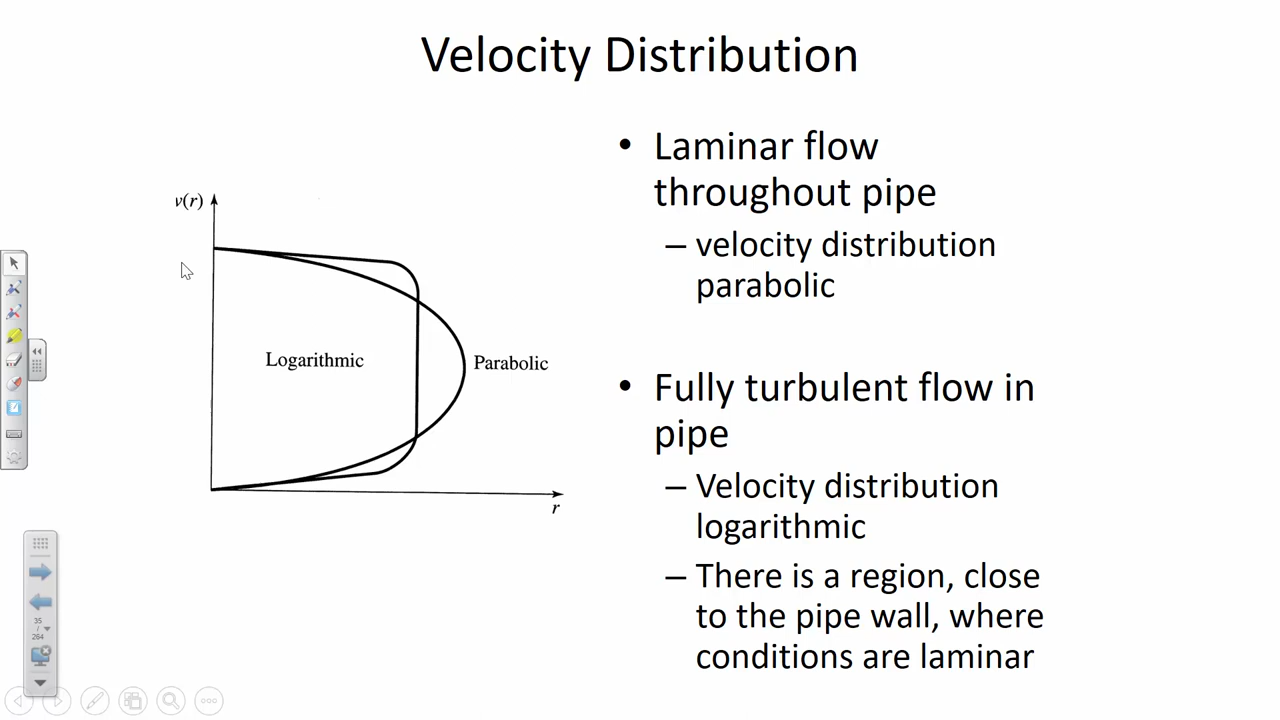 Velocity Distribution
v(r)
Logarithmic
Parabolic
r
• Laminar flow
throughout pipe
– velocity distribution
parabolic
• Fully turbulent flow in
pipe
– Velocity distribution
logarithmic
– There is a region, close
to the pipe wall, where
conditions are laminar
35
/
264